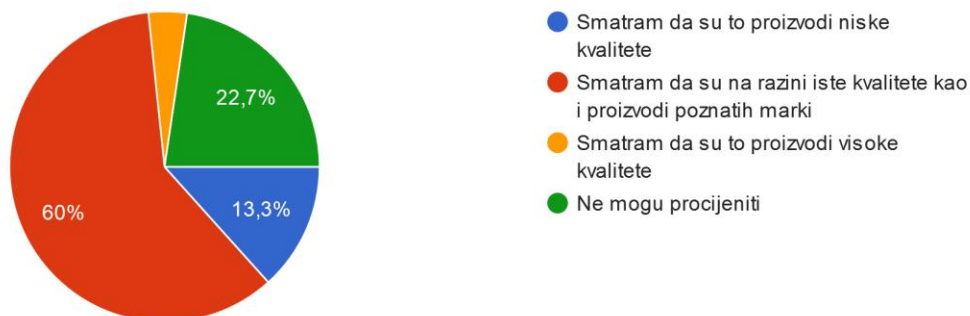 22,7%
60%
13,3%
Smatram da su to proizvodi niske
kvalitete
Smatram da su na razini iste kvalitete kao
i proizvodi poznatih marki
Smatram da su to proizvodi visoke
kvalitete
Ne mogu procijeniti